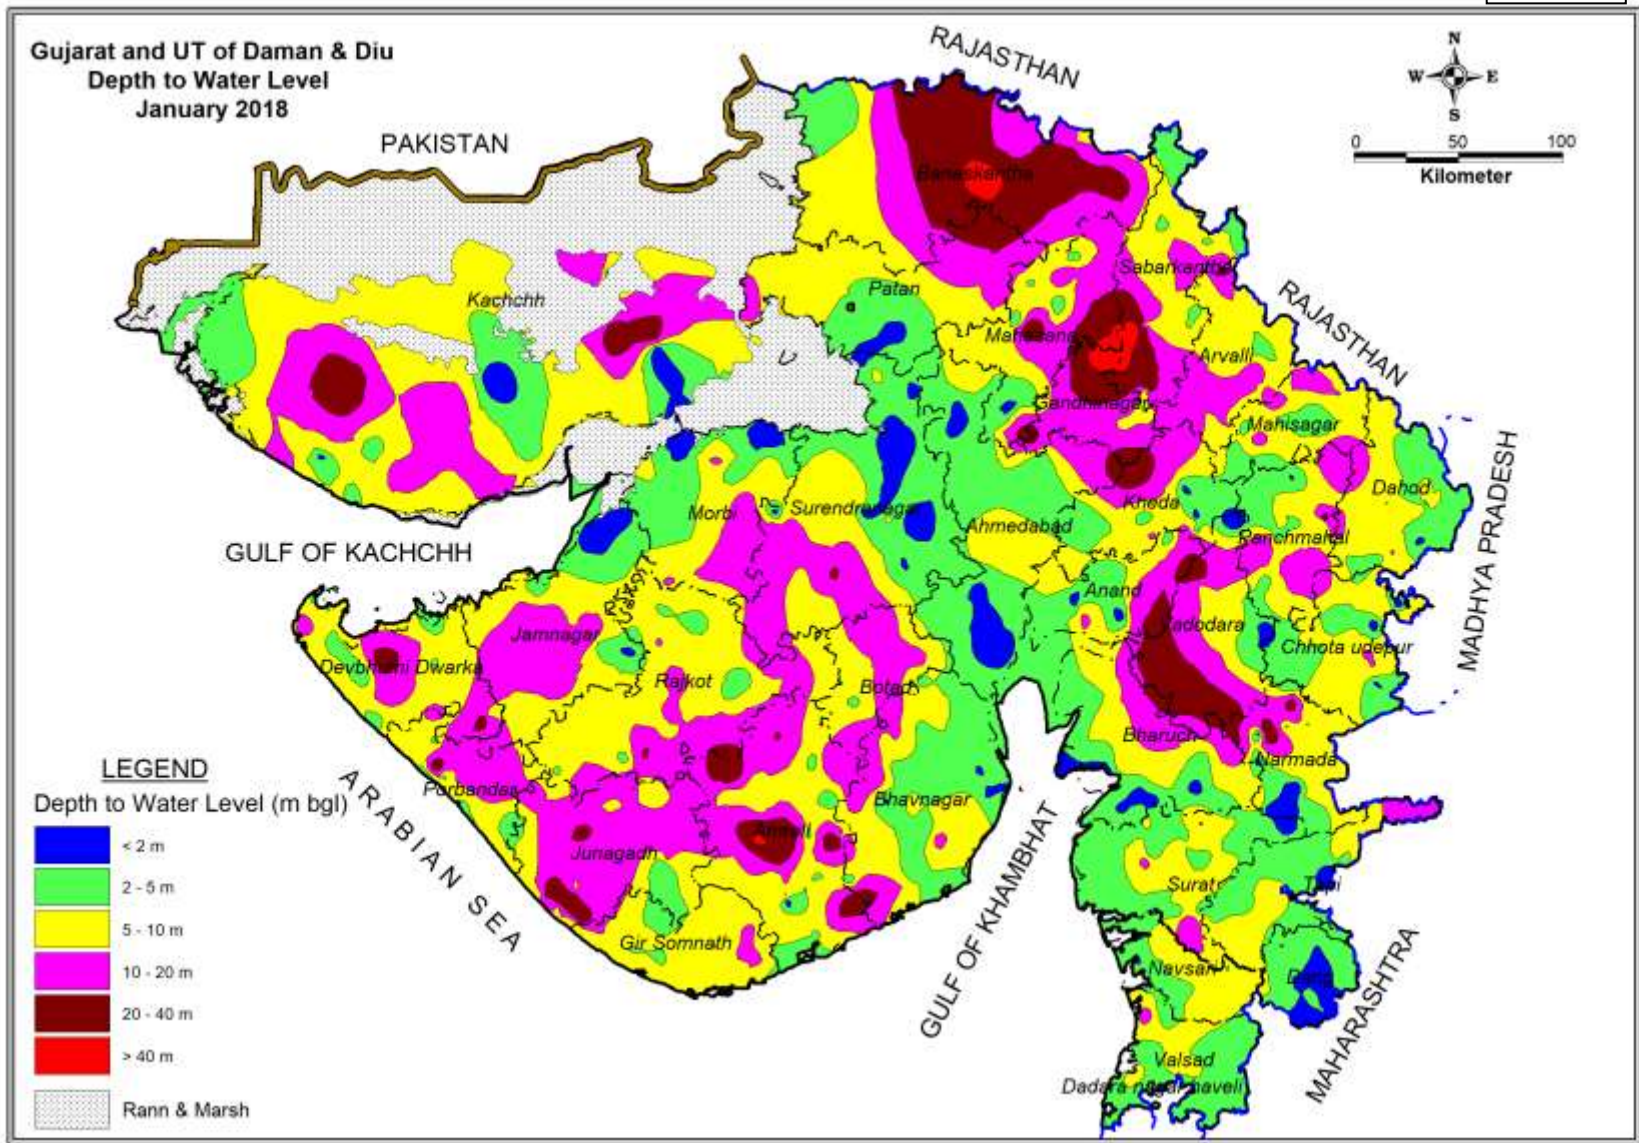 Gujarat and UT of Daman & Diu
Depth to Water Level
January 2018
RAJASTHAN
N
W E
S
0 50 100
Kilometer
PAKISTAN
Banaskantha
Sabarkantha
RAJASTHAN
Kachchh
Patan
Mahesana
Arvalli
Gandhinagar
Mahisagar
Dahod
MADHYA PRADESH
Morbi
Surendranagar
Kheda
Ahmedabad
Panchmahal
GULF OF KACHCHH
Anand
Vadodara
Jamnagar
Chhota udepur
Devbhumi Dwarka
Rajkot
Botad
Bharuch
Narmada
LEGEND
Depth to Water Level (m bgl)
< 2 m
2 - 5 m
5 - 10 m
10 - 20 m
20 - 40 m
> 40 m
Rann & Marsh
ARABIAN SEA
Porbandar
Bhavnagar
Amreli
Junagadh
Gir Somnath
GULF OF KHAMBHAT
Surat
Tapi
Navsari
Dang
MAHARASHTRA
Valsad
Dadara nagar haveli